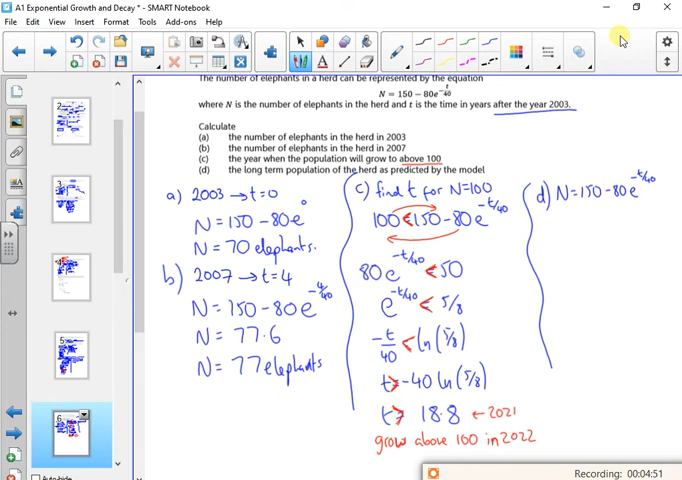 A1 Exponential Growth and Decay * - SMART Notebook
File Edit View Insert Format Tools Add-ons Help
The number of elephants in a herd can be represented by the equation
N = 150 − 80e^{-t/40}
where N is the number of elephants in the herd and t is the time in years after the year 2003.
Calculate
(a) the number of elephants in the herd in 2003
(b) the number of elephants in the herd in 2007
(c) the year when the population will grow to above 100
(d) the long term population of the herd as predicted by the model
a) 2003 → t=0
N = 150 − 80e^0
N = 70 elephants.
b) 2007 → t=4
N = 150 − 80e^{-4/40}
N = 77.6
N = 77 elephants
c) find t for N=100
100 < 150 − 80e^{-t/40}
80e^{-t/40} < 50
e^{-t/40} < 5/8
-t/40 < ln(5/8)
t > -40 ln(5/8)
t > 18.8 ← 2021
grow above 100 in 2022
d) N = 150 − 80e^{-t/40}
2
3
4
5
6
Auto-hide
Recording: 00:04:51